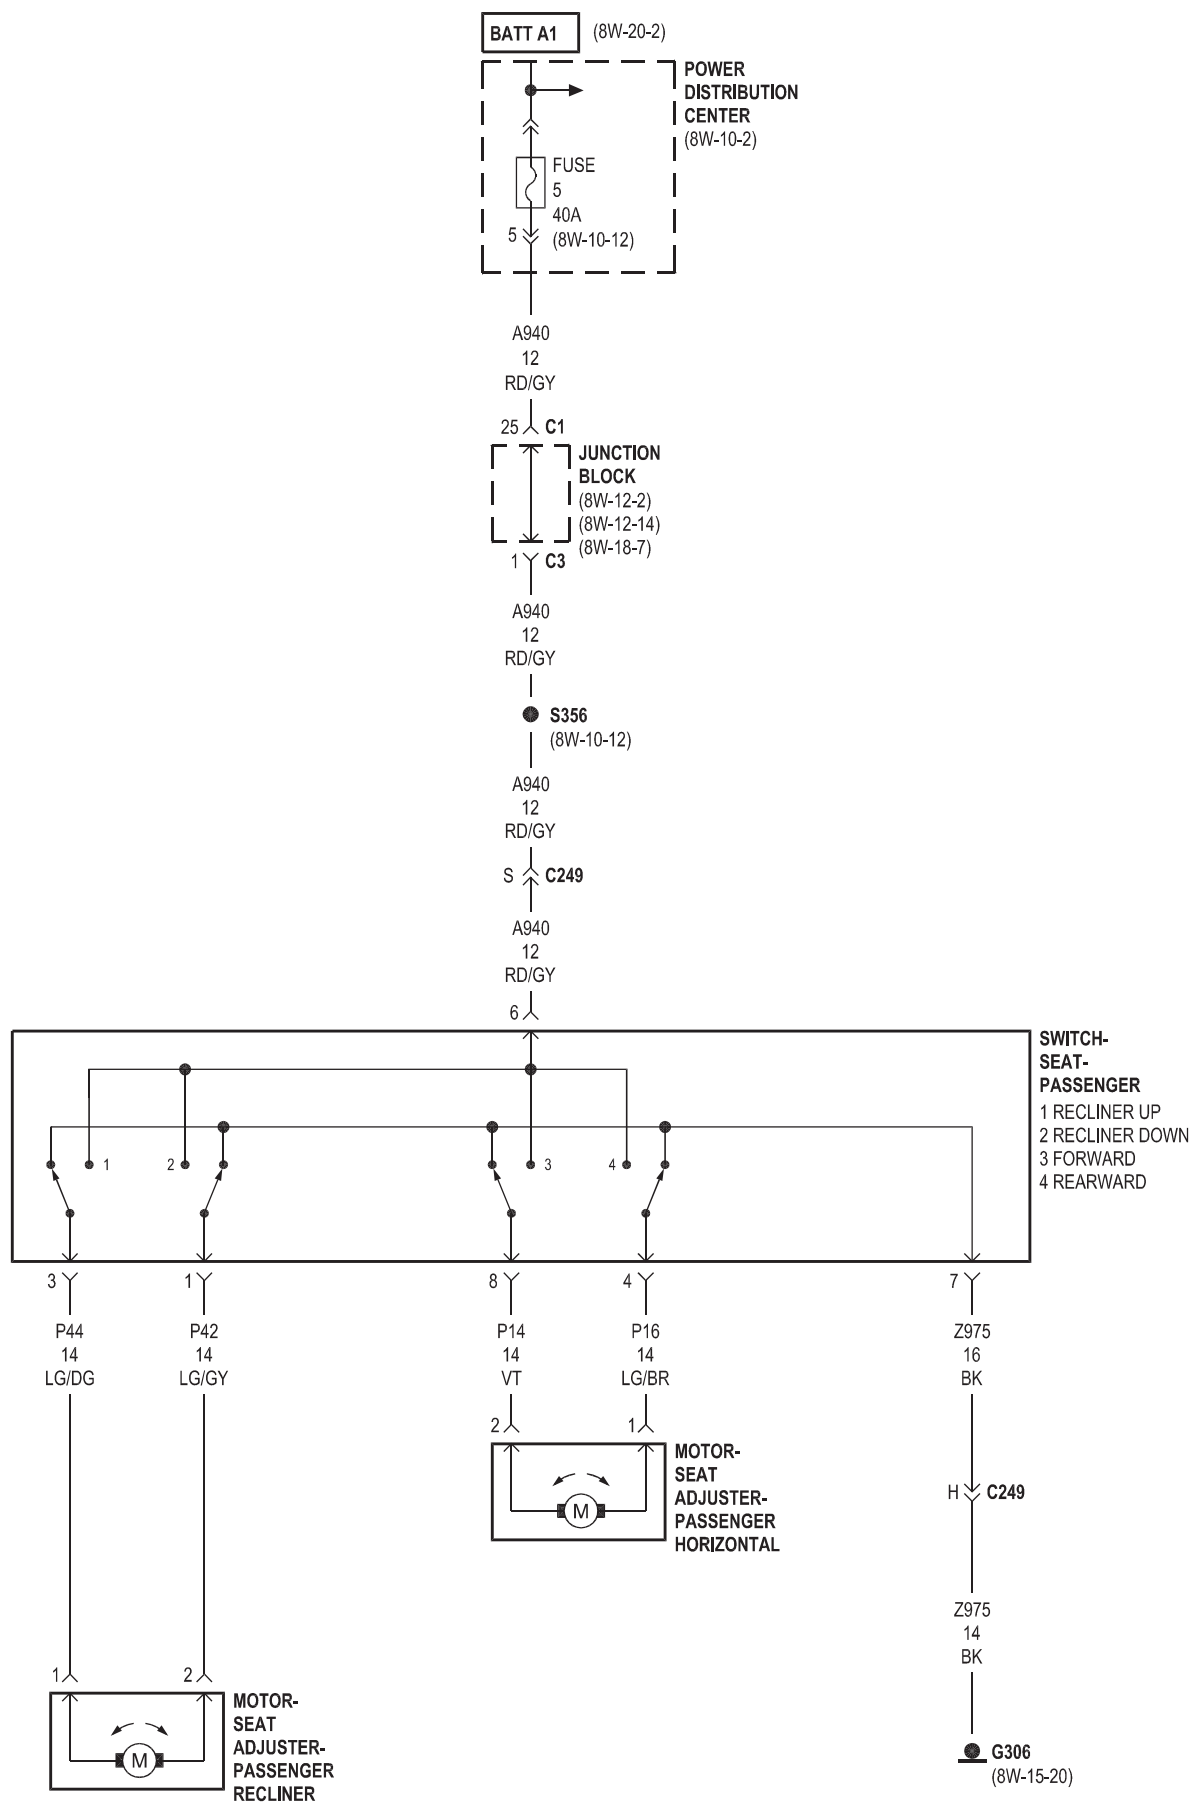 BATT A1 (8W-20-2)
POWER
DISTRIBUTION
CENTER
(8W-10-2)
FUSE
5
40A
5 (8W-10-12)
A940
12
RD/GY
25 C1
JUNCTION
BLOCK
(8W-12-2)
(8W-12-14)
(8W-18-7)
1 C3
A940
12
RD/GY
S356
(8W-10-12)
A940
12
RD/GY
S C249
A940
12
RD/GY
6
SWITCH-
SEAT-
PASSENGER
1 RECLINER UP
2 RECLINER DOWN
3 FORWARD
4 REARWARD
1 2 3 4
3 1 8 4 7
P44 P42 P14 P16 Z975
14 14 14 14 16
LG/DG LG/GY VT LG/BR BK
2 1
MOTOR-
SEAT
ADJUSTER-
PASSENGER
HORIZONTAL
M
H C249
Z975
14
BK
1 2
MOTOR-
SEAT
ADJUSTER-
PASSENGER
RECLINER
M
G306
(8W-15-20)